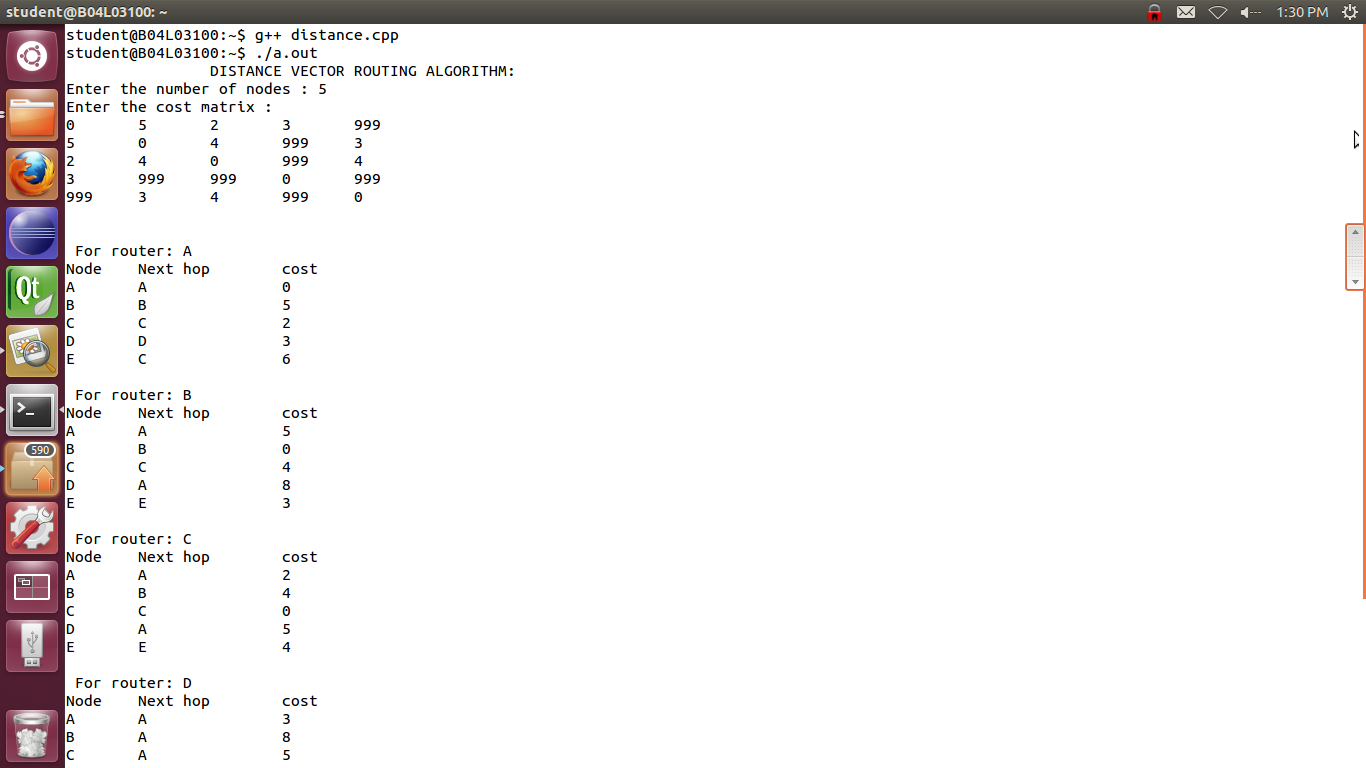 student@B04L03100: ~
1:30 PM
student@B04L03100:~$ g++ distance.cpp
student@B04L03100:~$ ./a.out
DISTANCE VECTOR ROUTING ALGORITHM:
Enter the number of nodes : 5
Enter the cost matrix :
0 5 2 3 999
5 0 4 999 3
2 4 0 999 4
3 999 999 0 999
999 3 4 999 0
For router: A
Node Next hop cost
A A 0
B B 5
C C 2
D D 3
E C 6
For router: B
Node Next hop cost
A A 5
B B 0
C C 4
D A 8
E E 3
For router: C
Node Next hop cost
A A 2
B B 4
C C 0
D A 5
E E 4
For router: D
Node Next hop cost
A A 3
B A 8
C A 5
Qt
>_
590